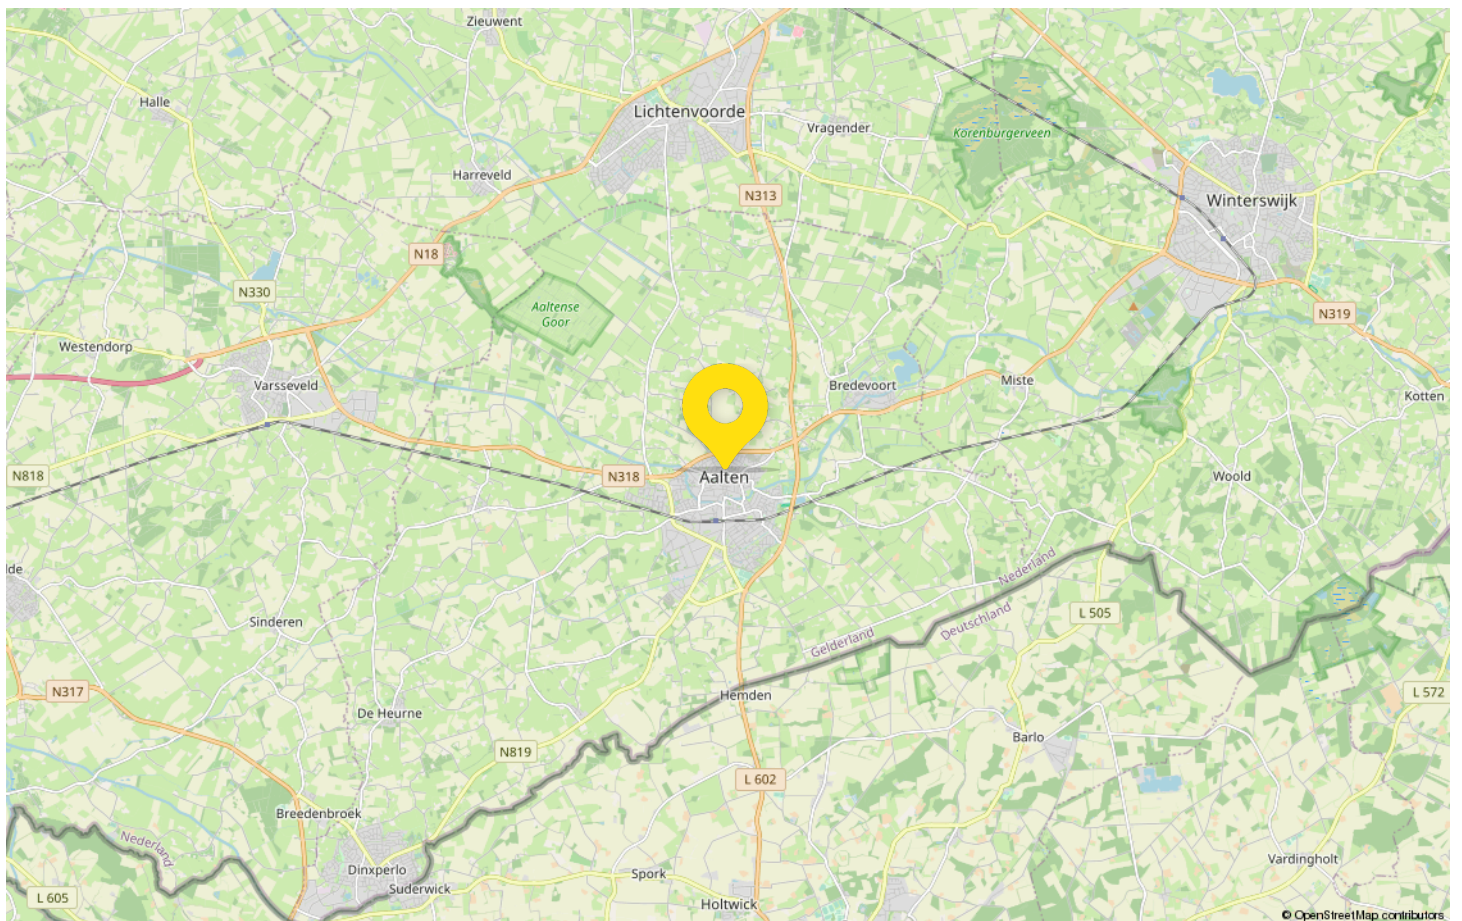 Zieuwent
Halle
Lichtenvoorde
Vragender
Korenburgerveen
Harreveld
N313
Winterswijk
N18
N330
Aaltense
Goor
N319
Westendorp
Varsseveld
Bredevoort
Miste
Kotten
N818
N318
Aalten
Woold
lde
Nederland
Deutschland
Gelderland
L 505
Sinderen
N317
De Heurne
Hemden
L 572
Barlo
N819
L 602
Breedenbroek
Nederland
Dinxperlo
Suderwick
Spork
Vardingholt
L 605
Holtwick
© OpenStreetMap contributors